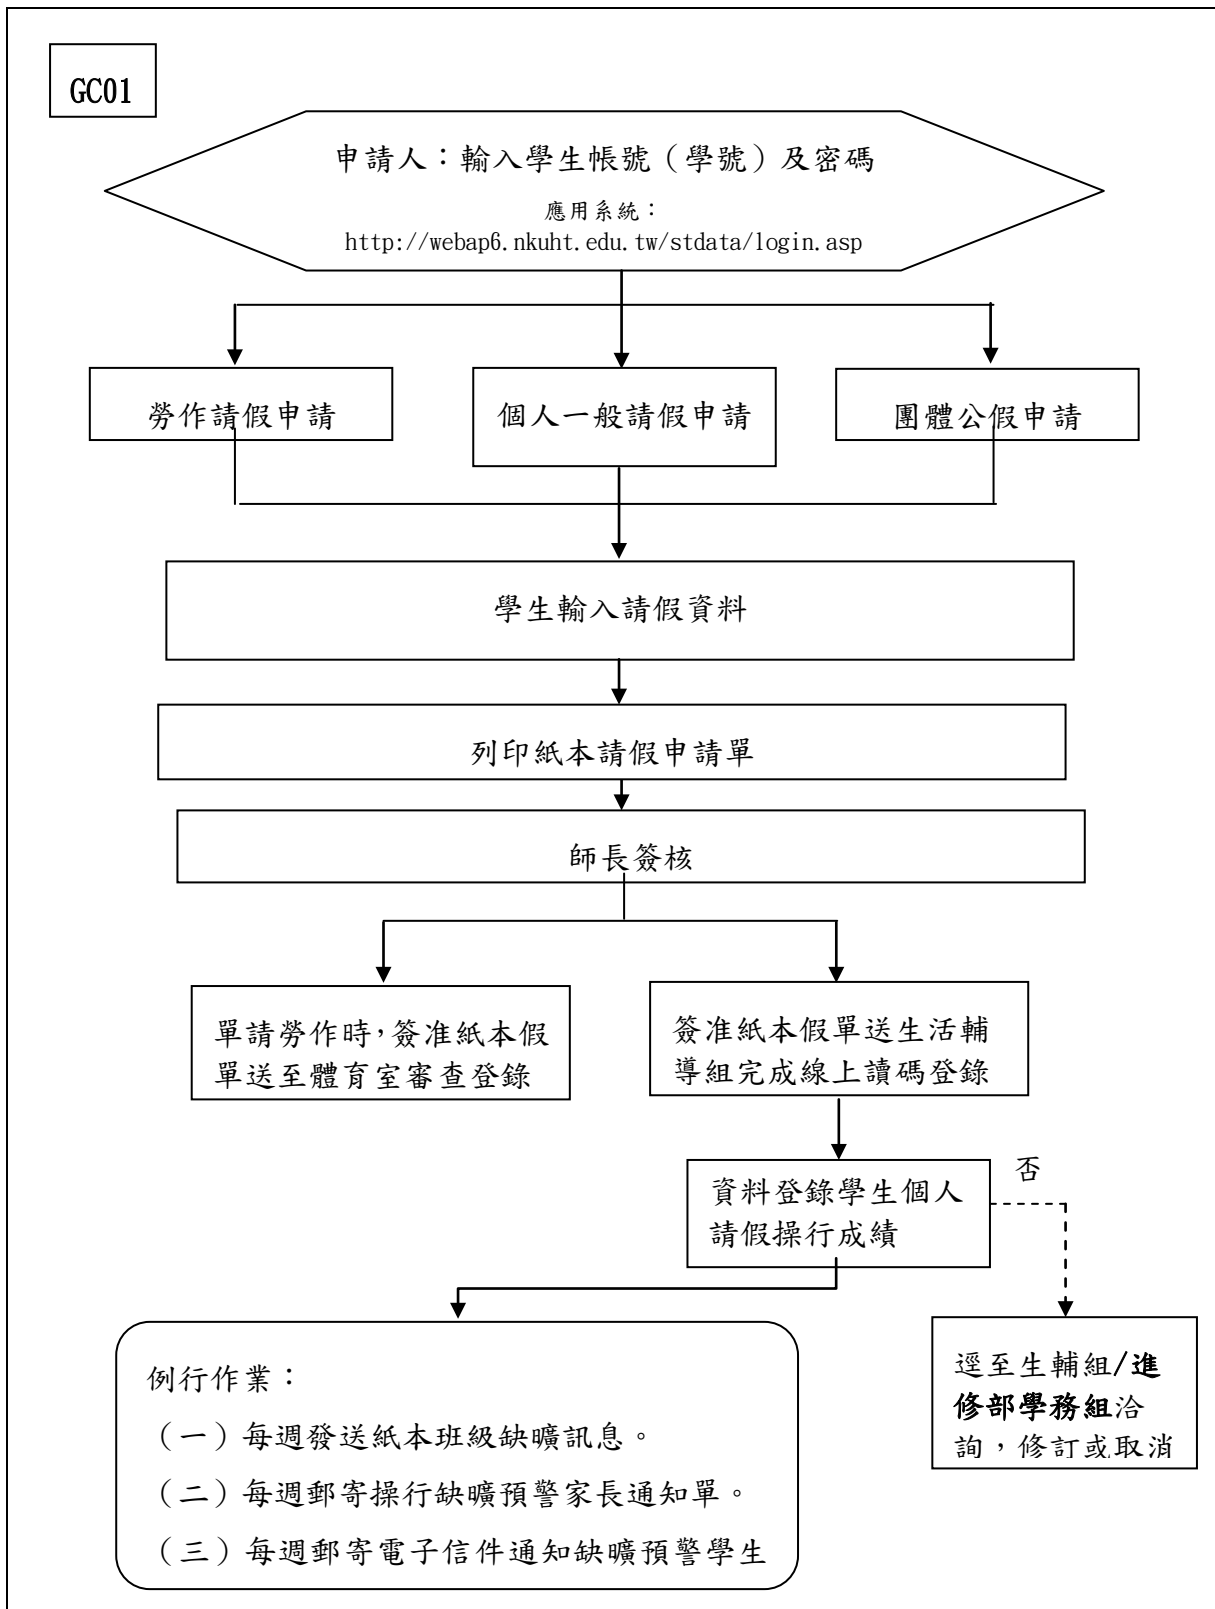 GC01
申請人：輸入學生帳號（學號）及密碼
應用系統：
http://webap6.nkuht.edu.tw/stdata/login.asp
勞作請假申請
個人一般請假申請
團體公假申請
學生輸入請假資料
列印紙本請假申請單
師長簽核
單請勞作時，簽准紙本假
單送至體育室審查登錄
簽准紙本假單送生活輔
導組完成線上讀碼登錄
資料登錄學生個人
請假操行成績
否
逕至生輔組/進
修部學務組洽
詢，修訂或取消
例行作業：
（一）每週發送紙本班級缺曠訊息。
（二）每週郵寄操行缺曠預警家長通知單。
（三）每週郵寄電子信件通知缺曠預警學生